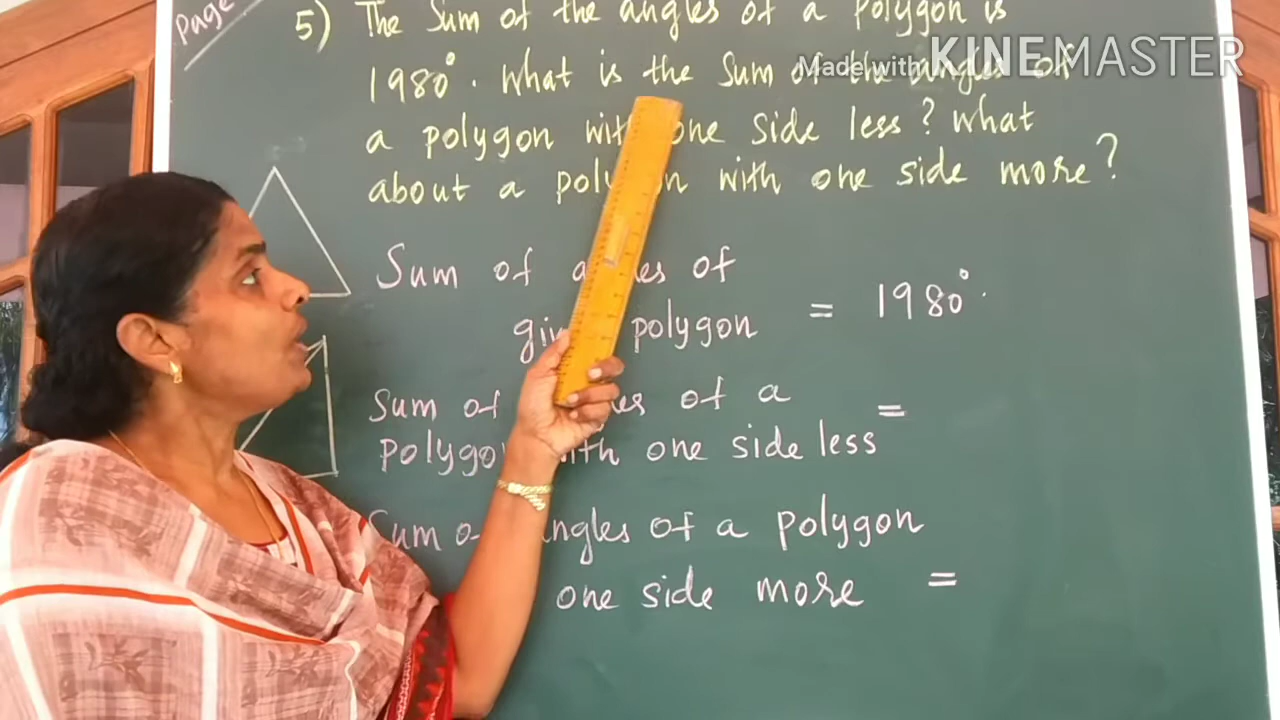 Page
5) The Sum of the angles of a Polygon is
1980°. What is the Sum of the angles of
Made with KINEMASTER
a polygon with one side less? What
about a polygon with one side more?
Sum of angles of
given polygon = 1980°.
Sum of angles of a
polygon with one side less =
Sum of angles of a polygon
one side more =